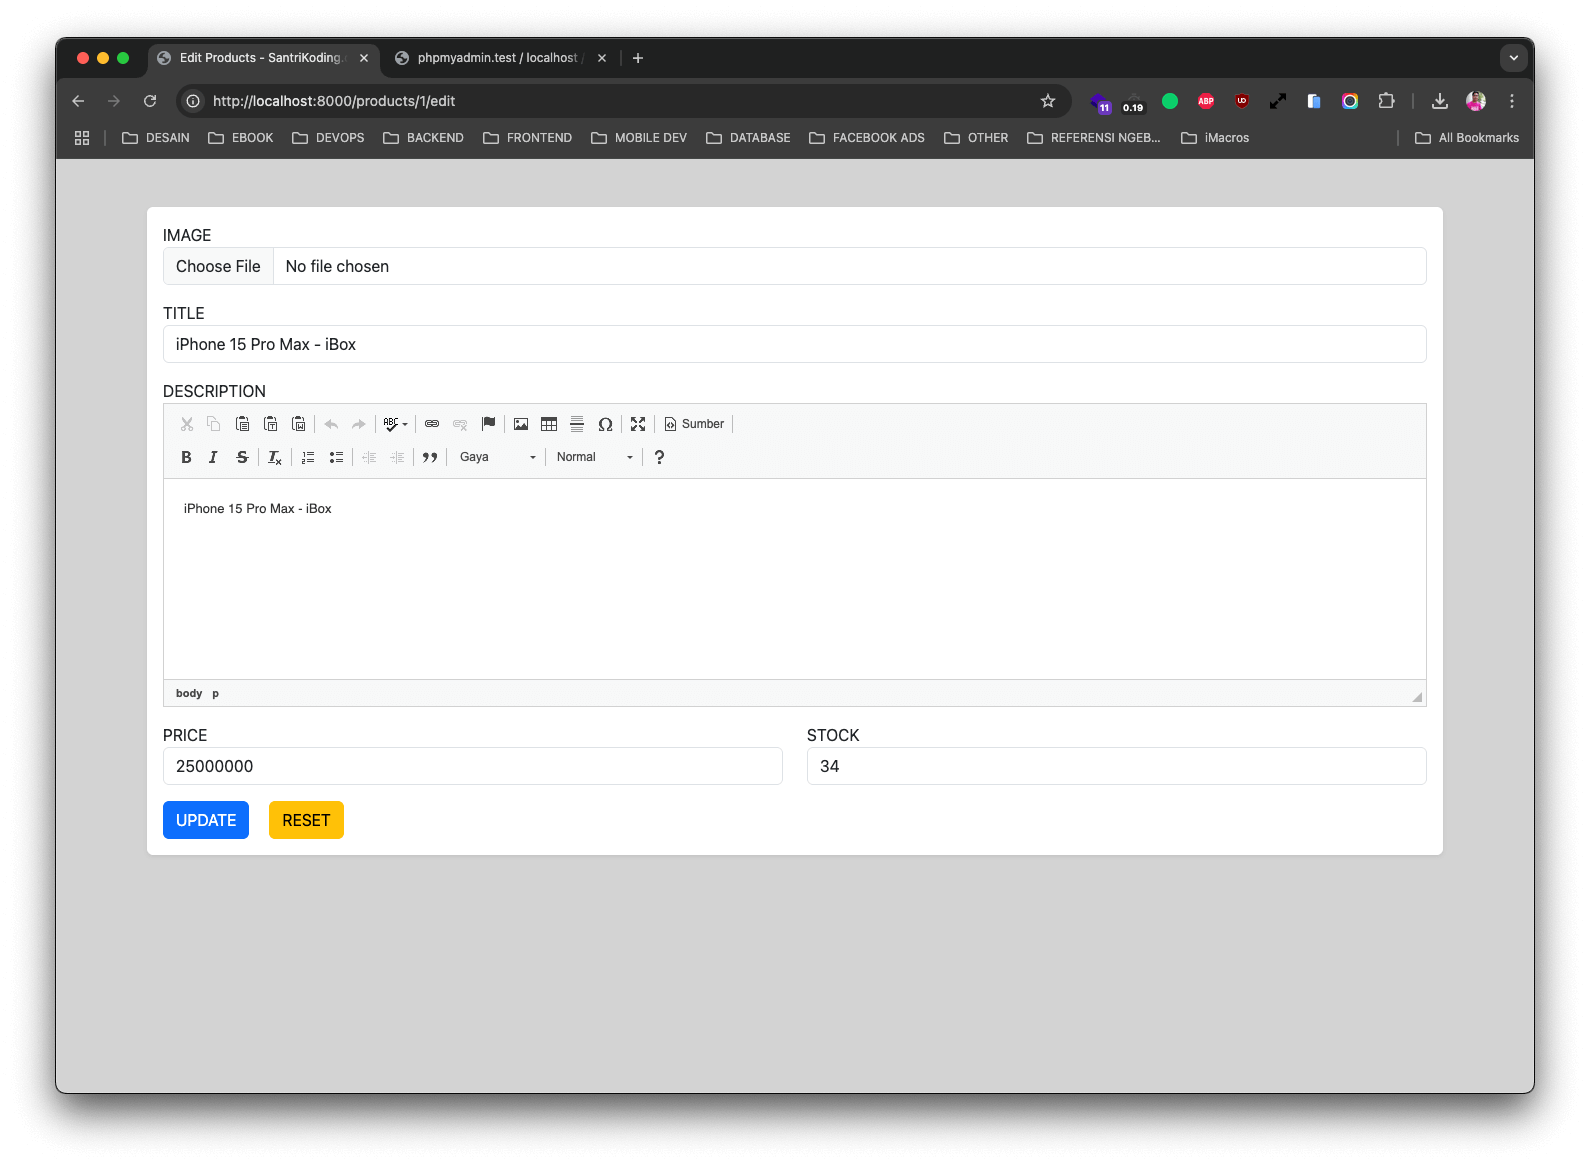 Edit Products - SantriKoding.c
phpmyadmin.test / localhost /
http://localhost:8000/products/1/edit
11
0.19
ABP
UD
DESAIN
EBOOK
DEVOPS
BACKEND
FRONTEND
MOBILE DEV
DATABASE
FACEBOOK ADS
OTHER
REFERENSI NGEB...
iMacros
All Bookmarks
IMAGE
Choose File No file chosen
TITLE
iPhone 15 Pro Max - iBox
DESCRIPTION
ABC
Sumber
B I S Tx
Gaya
Normal
?
iPhone 15 Pro Max - iBox
body p
PRICE
25000000
STOCK
34
UPDATE
RESET